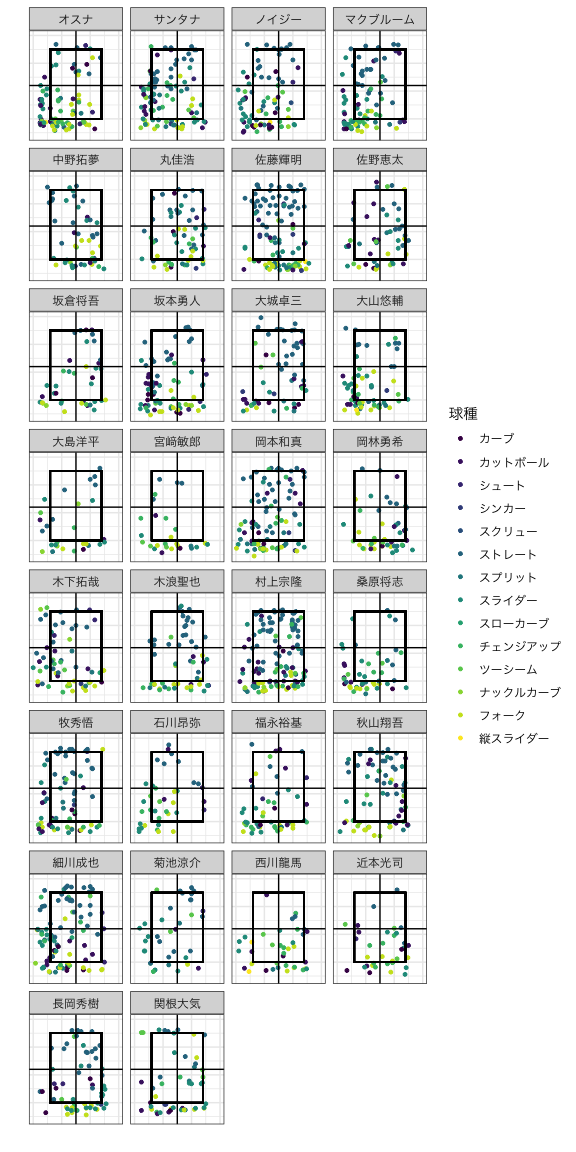 オスナ
サンタナ
ノイジー
マクブルーム
中野拓夢
丸佳浩
佐藤輝明
佐野恵太
坂倉将吾
坂本勇人
大城卓三
大山悠輔
大島洋平
宮﨑敏郎
岡本和真
岡林勇希
木下拓哉
木浪聖也
村上宗隆
桑原将志
牧秀悟
石川昂弥
福永裕基
秋山翔吾
細川成也
菊池涼介
西川龍馬
近本光司
長岡秀樹
関根大気
球種
カーブ
カットボール
シュート
シンカー
スクリュー
ストレート
スプリット
スライダー
スローカーブ
チェンジアップ
ツーシーム
ナックルカーブ
フォーク
縦スライダー